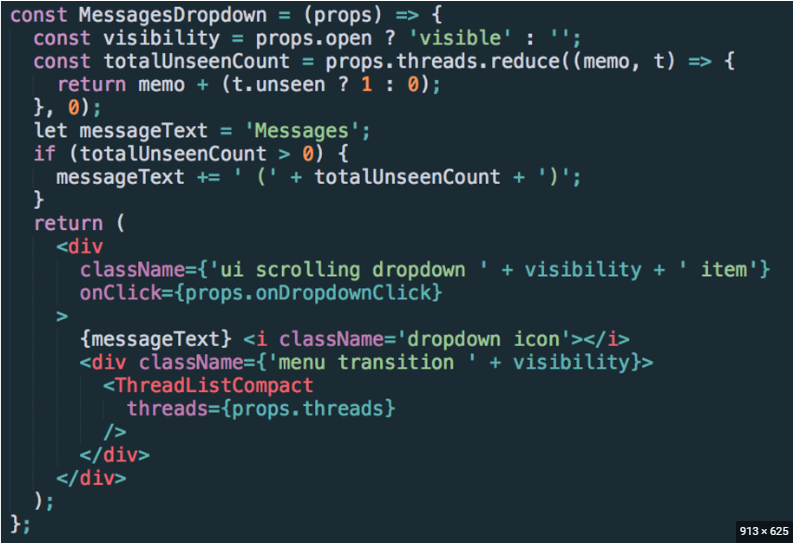 const MessagesDropdown = (props) => {
  const visibility = props.open ? 'visible' : '';
  const totalUnseenCount = props.threads.reduce((memo, t) => {
    return memo + (t.unseen ? 1 : 0);
  }, 0);
  let messageText = 'Messages';
  if (totalUnseenCount > 0) {
    messageText += ' (' + totalUnseenCount + ')';
  }
  return (
    <div
      className={'ui scrolling dropdown ' + visibility + ' item'}
      onClick={props.onDropdownClick}
    >
      {messageText} <i className='dropdown icon'></i>
      <div className={'menu transition ' + visibility}>
        <ThreadListCompact
          threads={props.threads}
        />
      </div>
    </div>
  );
};
913 × 625